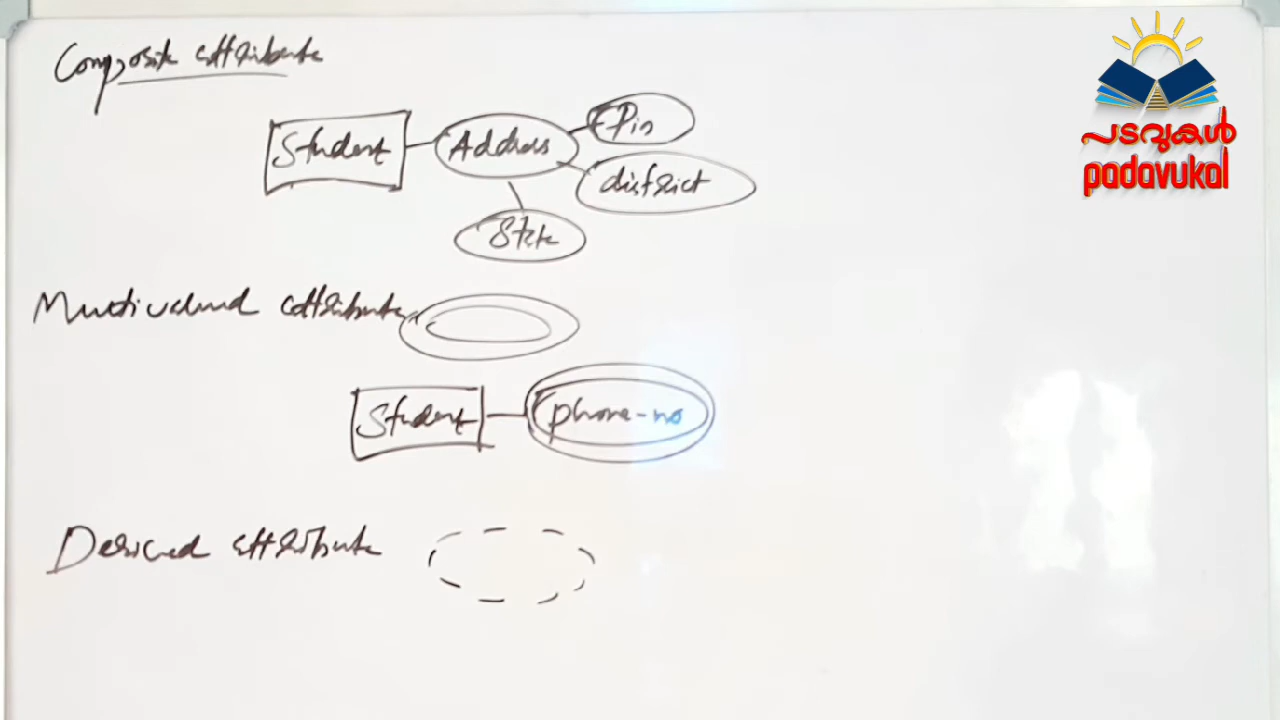 Composite attribute
Student
Address
Pin
district
State
Multivalued attribute
Student
phone-no
Derived attribute
പടവുകൾ
padavukal